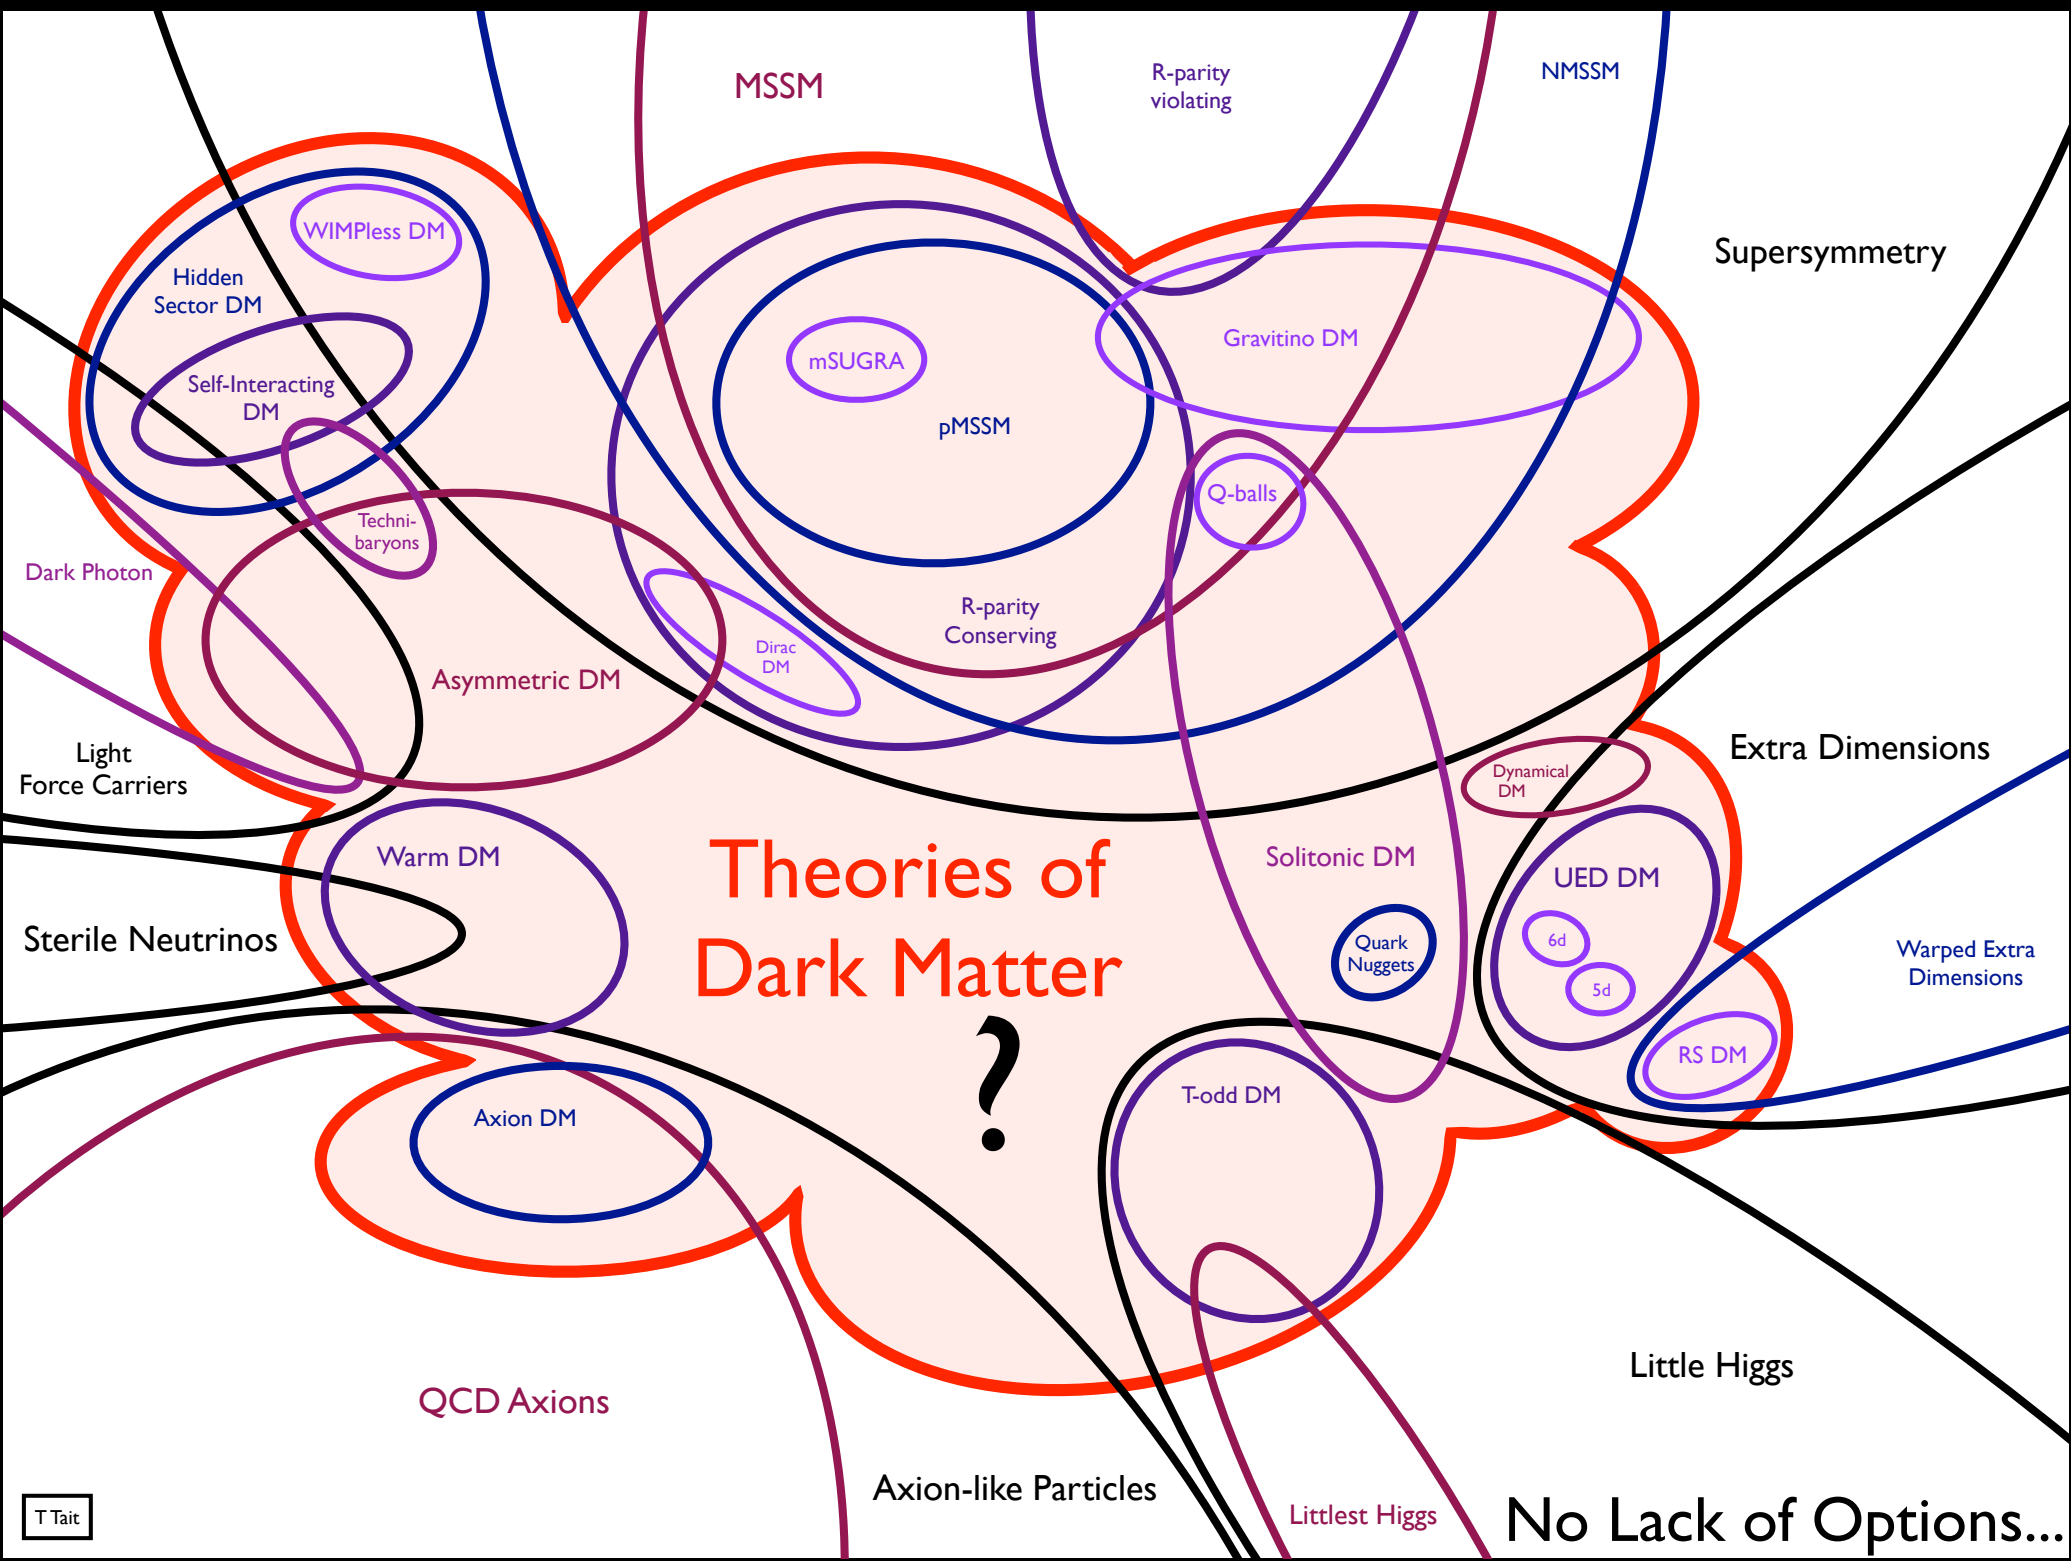 MSSM
R-parity
violating
NMSSM
WIMPless DM
Supersymmetry
Hidden
Sector DM
Gravitino DM
mSUGRA
Self-Interacting
DM
pMSSM
Q-balls
Techni-
baryons
Dark Photon
R-parity
Conserving
Dirac
DM
Asymmetric DM
Light
Force Carriers
Extra Dimensions
Dynamical
DM
Warm DM
Theories of
Dark Matter
?
Solitonic DM
UED DM
6d
5d
Quark
Nuggets
Sterile Neutrinos
Warped Extra
Dimensions
RS DM
T-odd DM
Axion DM
Little Higgs
QCD Axions
Axion-like Particles
Littlest Higgs
T Tait
No Lack of Options...